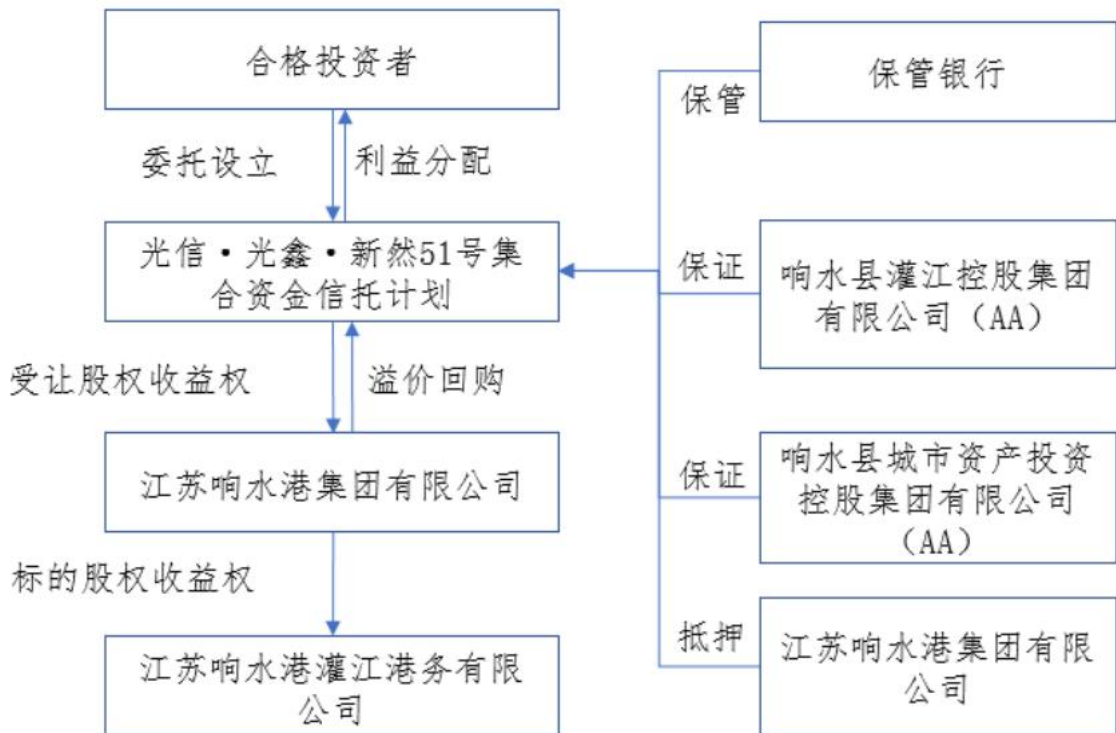 合格投资者
保管银行
保管
委托设立
利益分配
光信·光鑫·新然51号集
合资金信托计划
保证
响水县灌江控股集团
有限公司（AA）
受让股权收益权
溢价回购
江苏响水港集团有限公司
保证
响水县城市资产投资
控股集团有限公司
（AA）
标的股权收益权
江苏响水港灌江港务有限
公司
抵押
江苏响水港集团有限
公司